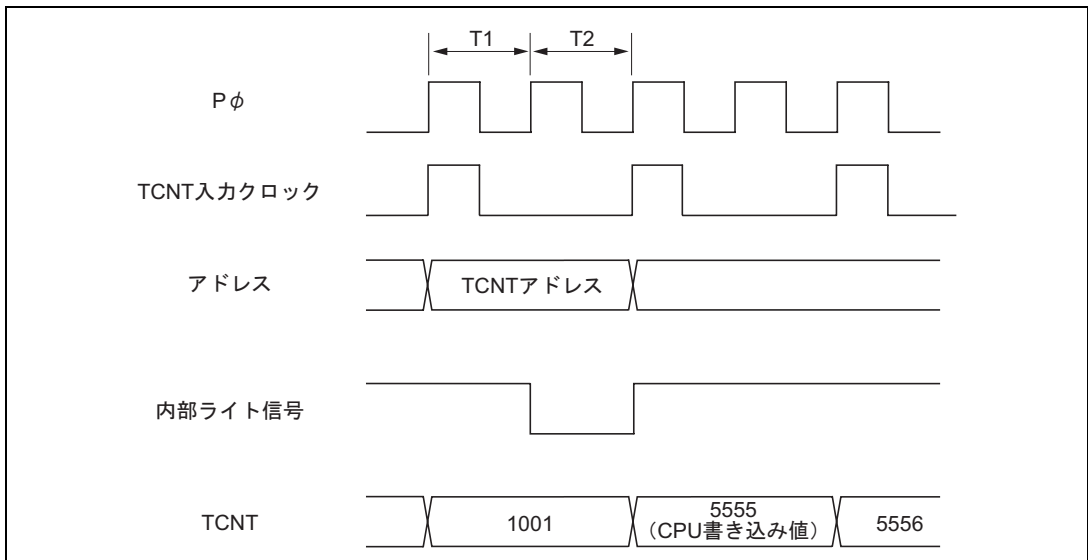 T1 T2
Pφ
TCNT入力クロック
アドレス TCNTアドレス
内部ライト信号
TCNT 1001 5555 5556
（CPU書き込み値）